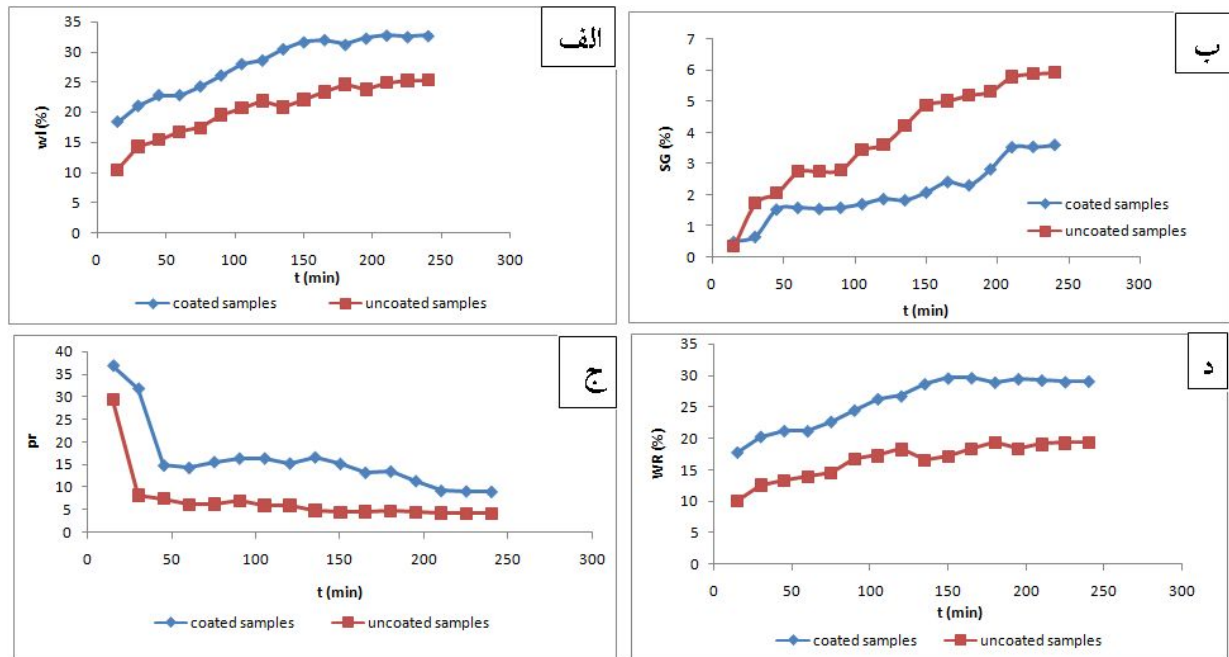 الف
wl (%)
35
30
25
20
15
10
5
0
0 50 100 150 200 250 300
t (min)
coated samples uncoated samples
ب
SG (%)
7
6
5
4
3
2
1
0
0 50 100 150 200 250 300
t (min)
coated samples
uncoated samples
ج
pr
40
35
30
25
20
15
10
5
0
0 50 100 150 200 250 300
t (min)
coated samples uncoated samples
د
WR (%)
35
30
25
20
15
10
5
0
0 50 100 150 200 250 300
t (min)
coated samples uncoated samples